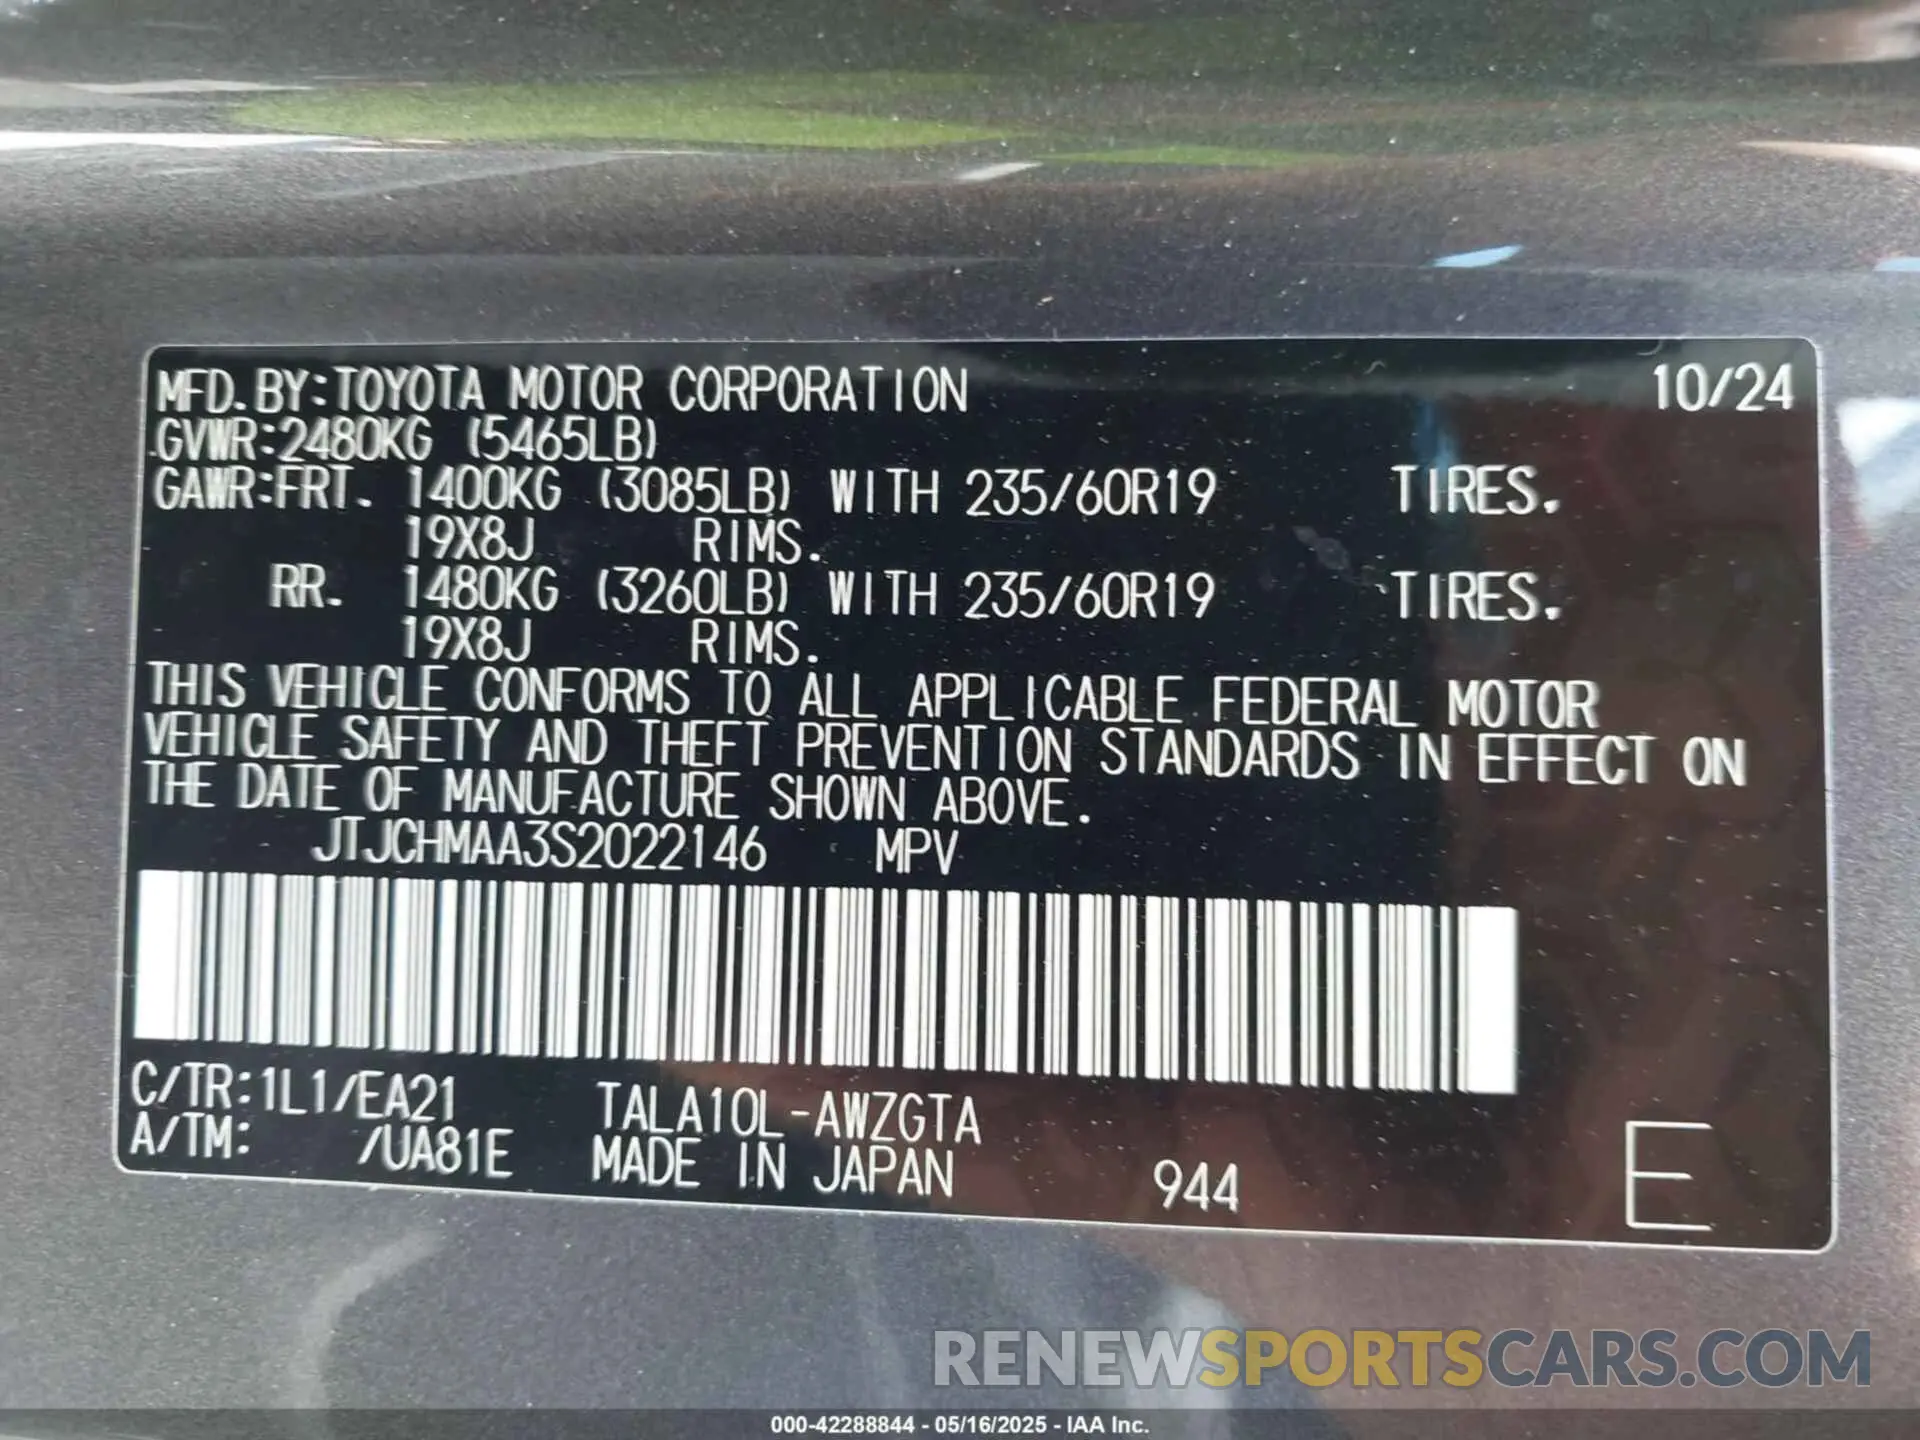 MFD.BY:TOYOTA MOTOR CORPORATION 10/24
GVWR:2480KG (5465LB)
GAWR:FRT. 1400KG (3085LB) WITH 235/60R19 TIRES.
19X8J RIMS.
RR. 1480KG (3260LB) WITH 235/60R19 TIRES.
19X8J RIMS.
THIS VEHICLE CONFORMS TO ALL APPLICABLE FEDERAL MOTOR
VEHICLE SAFETY AND THEFT PREVENTION STANDARDS IN EFFECT ON
THE DATE OF MANUFACTURE SHOWN ABOVE.
JTJCHMAA3S2022146 MPV
C/TR:1L1/EA21 TALA10L-AWZGTA
A/TM: /UA81E MADE IN JAPAN 944 E
RENEWSPORTSCARS.COM
000-42288844 - 05/16/2025 - IAA Inc.